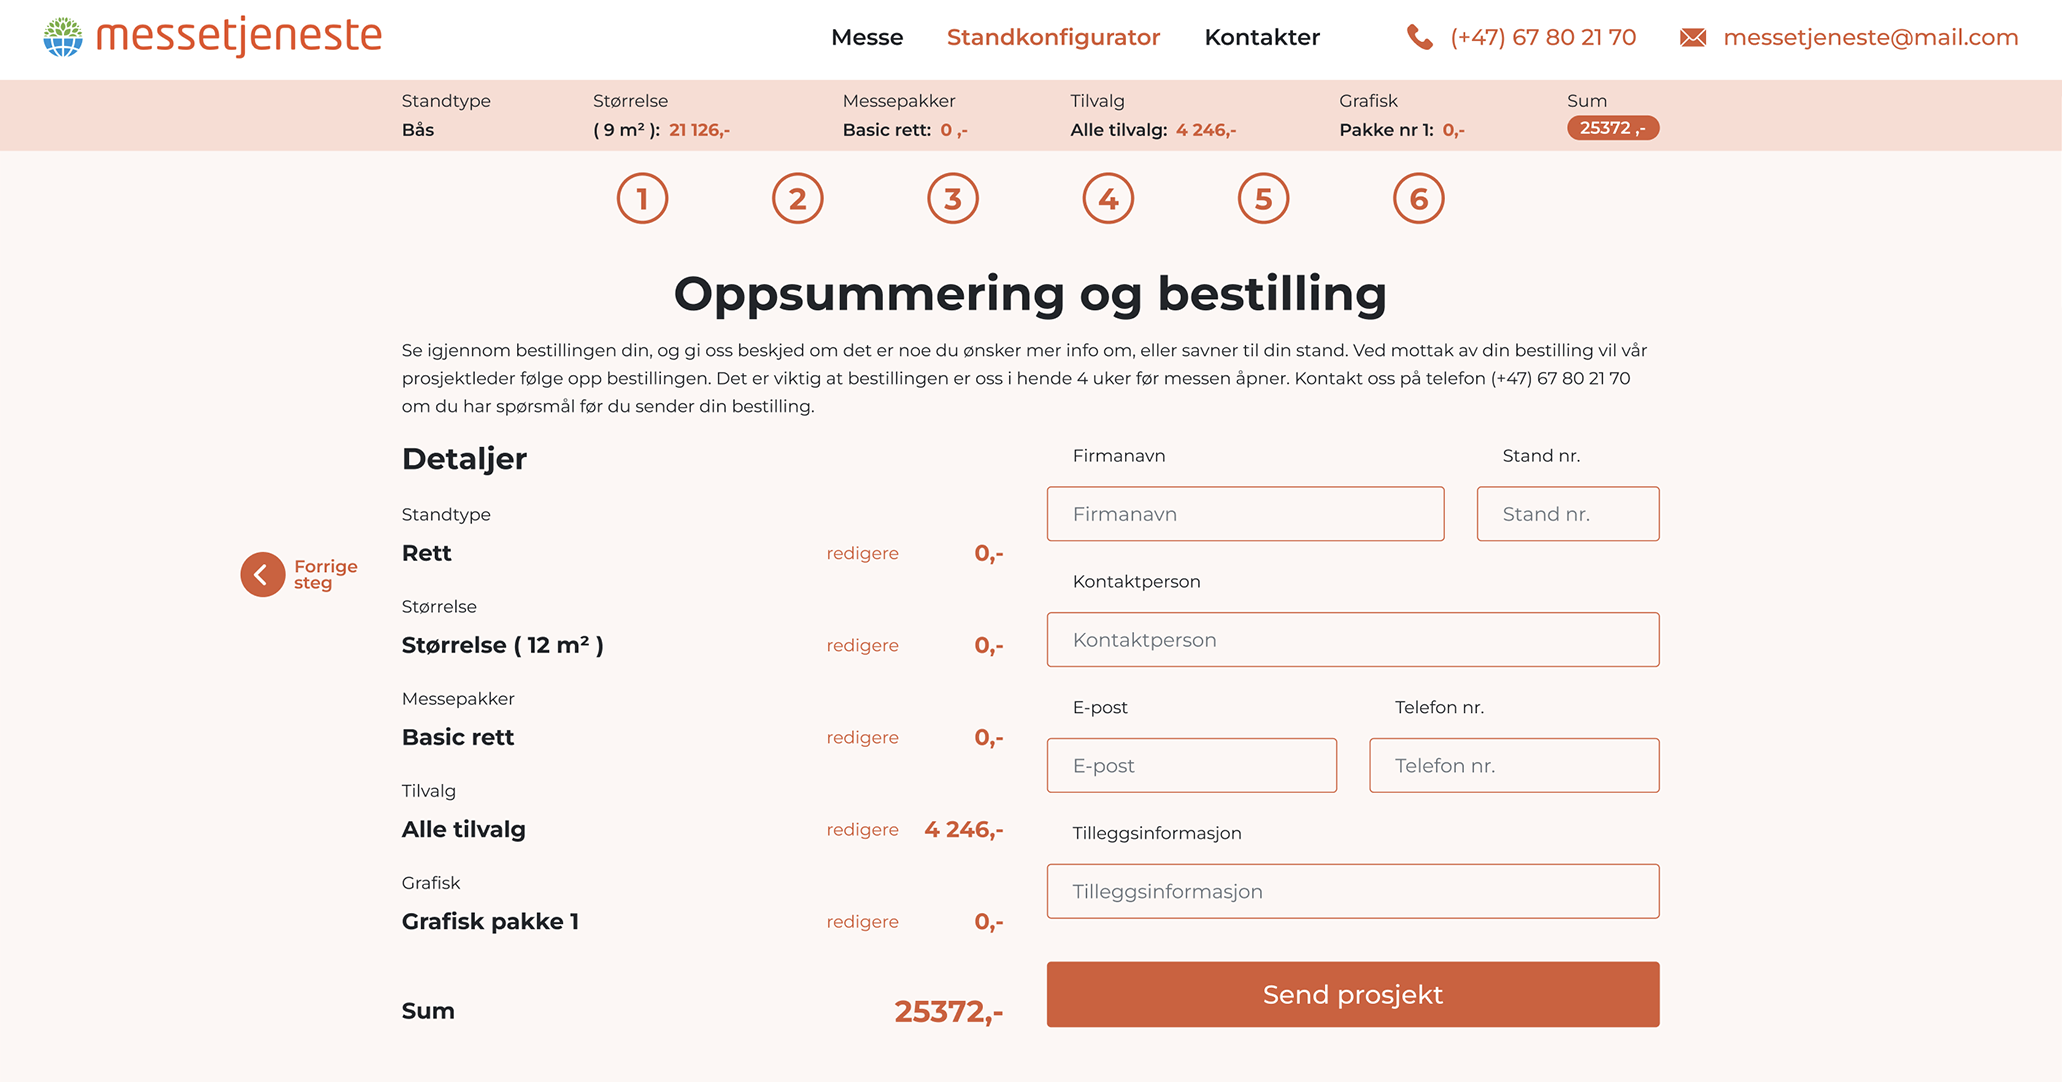 messetjeneste
Messe Standkonfigurator Kontakter (+47) 67 80 21 70 messetjeneste@mail.com
Standtype Størrelse Messepakker Tilvalg Grafisk Sum
Bås ( 9 m² ): 21 126,- Basic rett: 0 ,- Alle tilvalg: 4 246,- Pakke nr 1: 0,- 25372 ,-
1 2 3 4 5 6
Oppsummering og bestilling
Se igjennom bestillingen din, og gi oss beskjed om det er noe du ønsker mer info om, eller savner til din stand. Ved mottak av din bestilling vil vår
prosjektleder følge opp bestillingen. Det er viktig at bestillingen er oss i hende 4 uker før messen åpner. Kontakt oss på telefon (+47) 67 80 21 70
om du har spørsmål før du sender din bestilling.
Forrige
steg
Detaljer
Standtype
Rett redigere 0,-
Størrelse
Størrelse ( 12 m² ) redigere 0,-
Messepakker
Basic rett redigere 0,-
Tilvalg
Alle tilvalg redigere 4 246,-
Grafisk
Grafisk pakke 1 redigere 0,-
Sum 25372,-
Firmanavn Stand nr.
Firmanavn Stand nr.
Kontaktperson
Kontaktperson
E-post Telefon nr.
E-post Telefon nr.
Tilleggsinformasjon
Tilleggsinformasjon
Send prosjekt